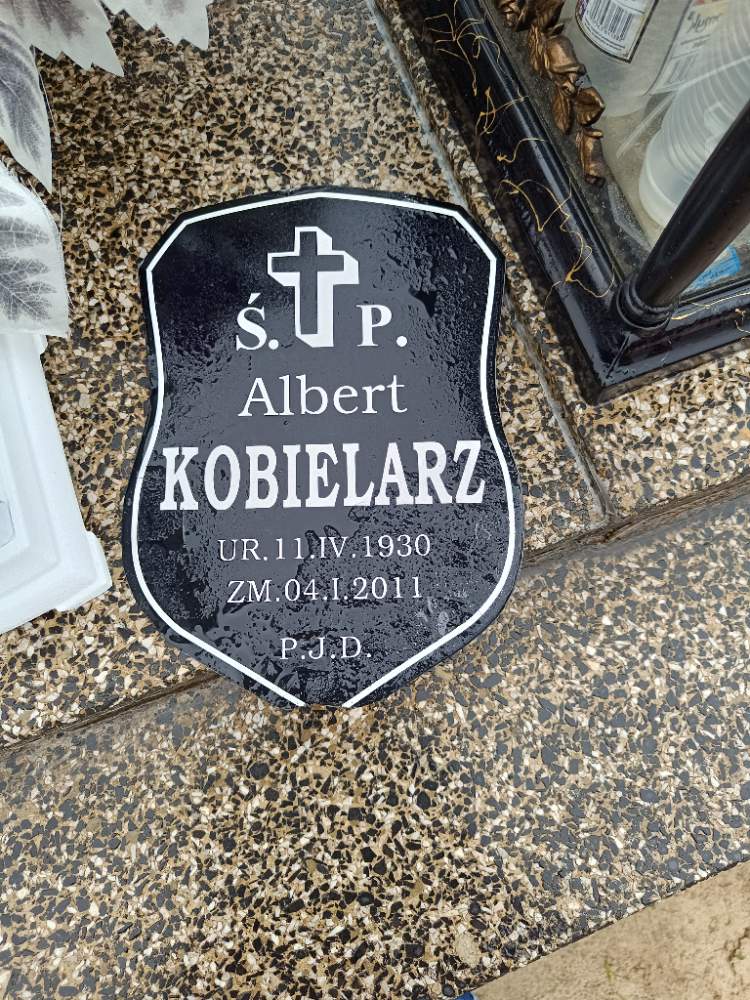 Ś. P.
Albert
KOBIELARZ
UR.11.IV.1930
ZM.04.I.2011
P.J.D.